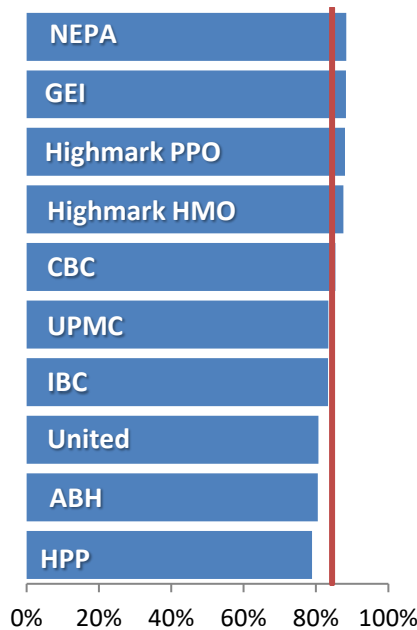 NEPA
GEI
Highmark PPO
Highmark HMO
CBC
UPMC
IBC
United
ABH
HPP
0% 20% 40% 60% 80% 100%